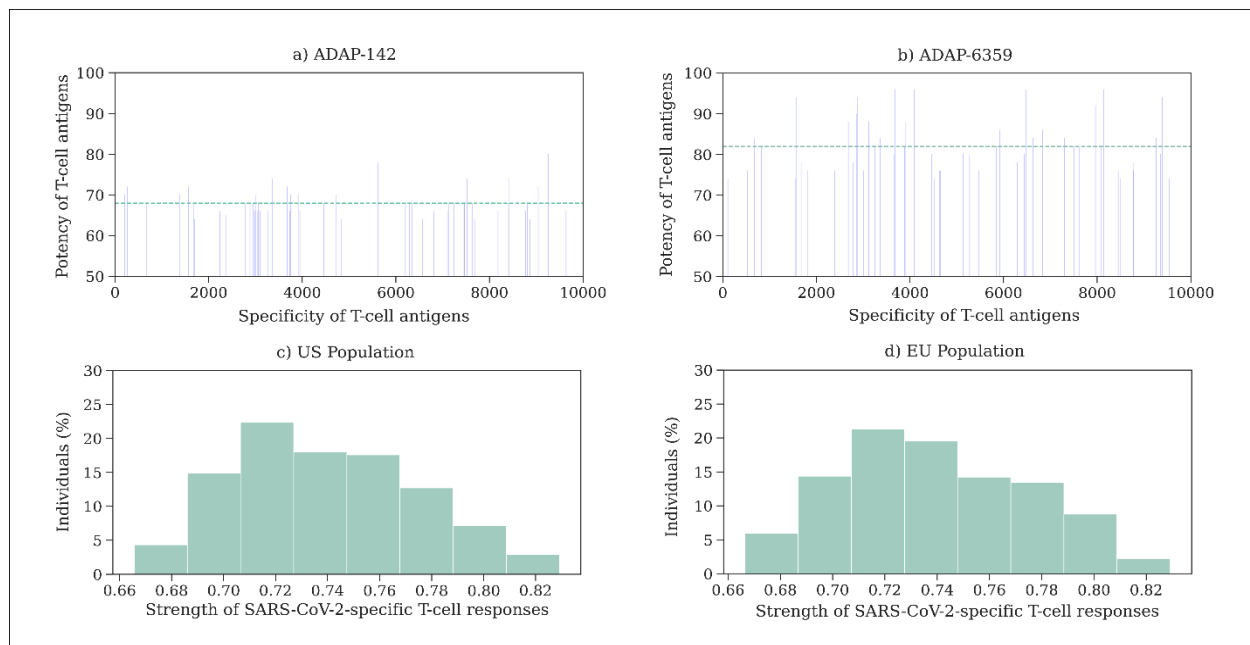 a) ADAP-142
Potency of T-cell antigens
100
90
80
70
60
50
0 2000 4000 6000 8000 10000
Specificity of T-cell antigens
b) ADAP-6359
Potency of T-cell antigens
100
90
80
70
60
50
0 2000 4000 6000 8000 10000
Specificity of T-cell antigens
c) US Population
Individuals (%)
30
25
20
15
10
5
0
0.66 0.68 0.70 0.72 0.74 0.76 0.78 0.80 0.82
Strength of SARS-CoV-2-specific T-cell responses
d) EU Population
Individuals (%)
30
25
20
15
10
5
0
0.66 0.68 0.70 0.72 0.74 0.76 0.78 0.80 0.82
Strength of SARS-CoV-2-specific T-cell responses